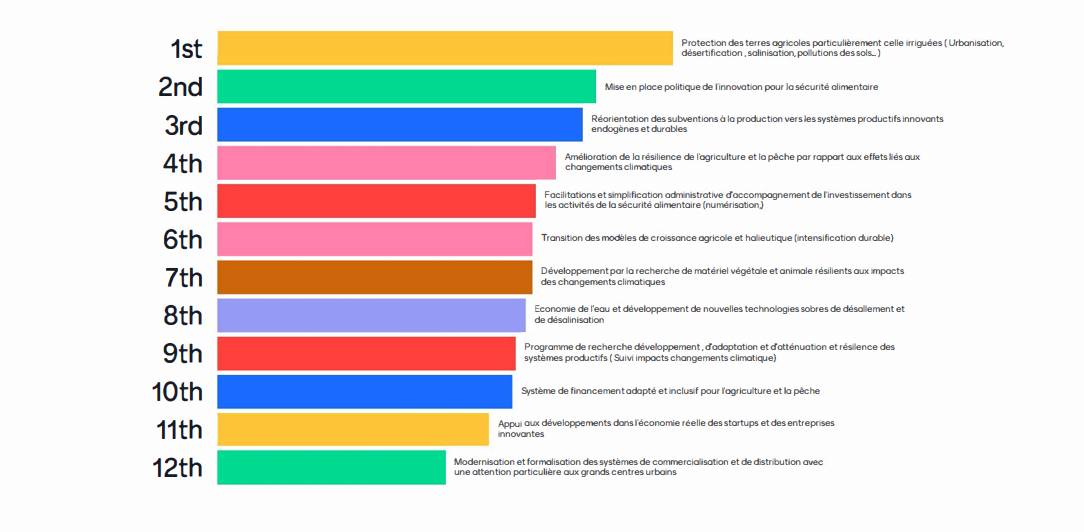 1st
Protection des terres agricoles particulièrement celle irriguées ( Urbanisation,
désertification , salinisation, pollutions des sols... )
2nd
Mise en place politique de l'innovation pour la sécurité alimentaire
3rd
Réorientation des subventions à la production vers les systèmes productifs innovants
endogènes et durables
4th
Amélioration de la résilience de l'agriculture et la pêche par rappart aux effets liés aux
changements climatiques
5th
Facilitations et simplification administrative d'accompagnement de l'investissement dans
les activités de la sécurité alimentaire (numérisation,)
6th
Transition des modèles de croissance agricole et halieutique (intensification durable)
7th
Développement par la recherche de matériel végétale et animale résilients aux impacts
des changements climatiques
8th
Economie de l'eau et développement de nouvelles technologies sobres de désallement et
de désalinisation
9th
Programme de recherche développement , d'adaptation et d'atténuation et résilence des
systèmes productifs ( Suivi impacts changements climatique)
10th
Système de financement adapté et inclusif pour l'agriculture et la pêche
11th
Appui aux développements dans l'économie réelle des startups et des entreprises
innovantes
12th
Modernisation et formalisation des systèmes de commercialisation et de distribution avec
une attention particulière aux grands centres urbains